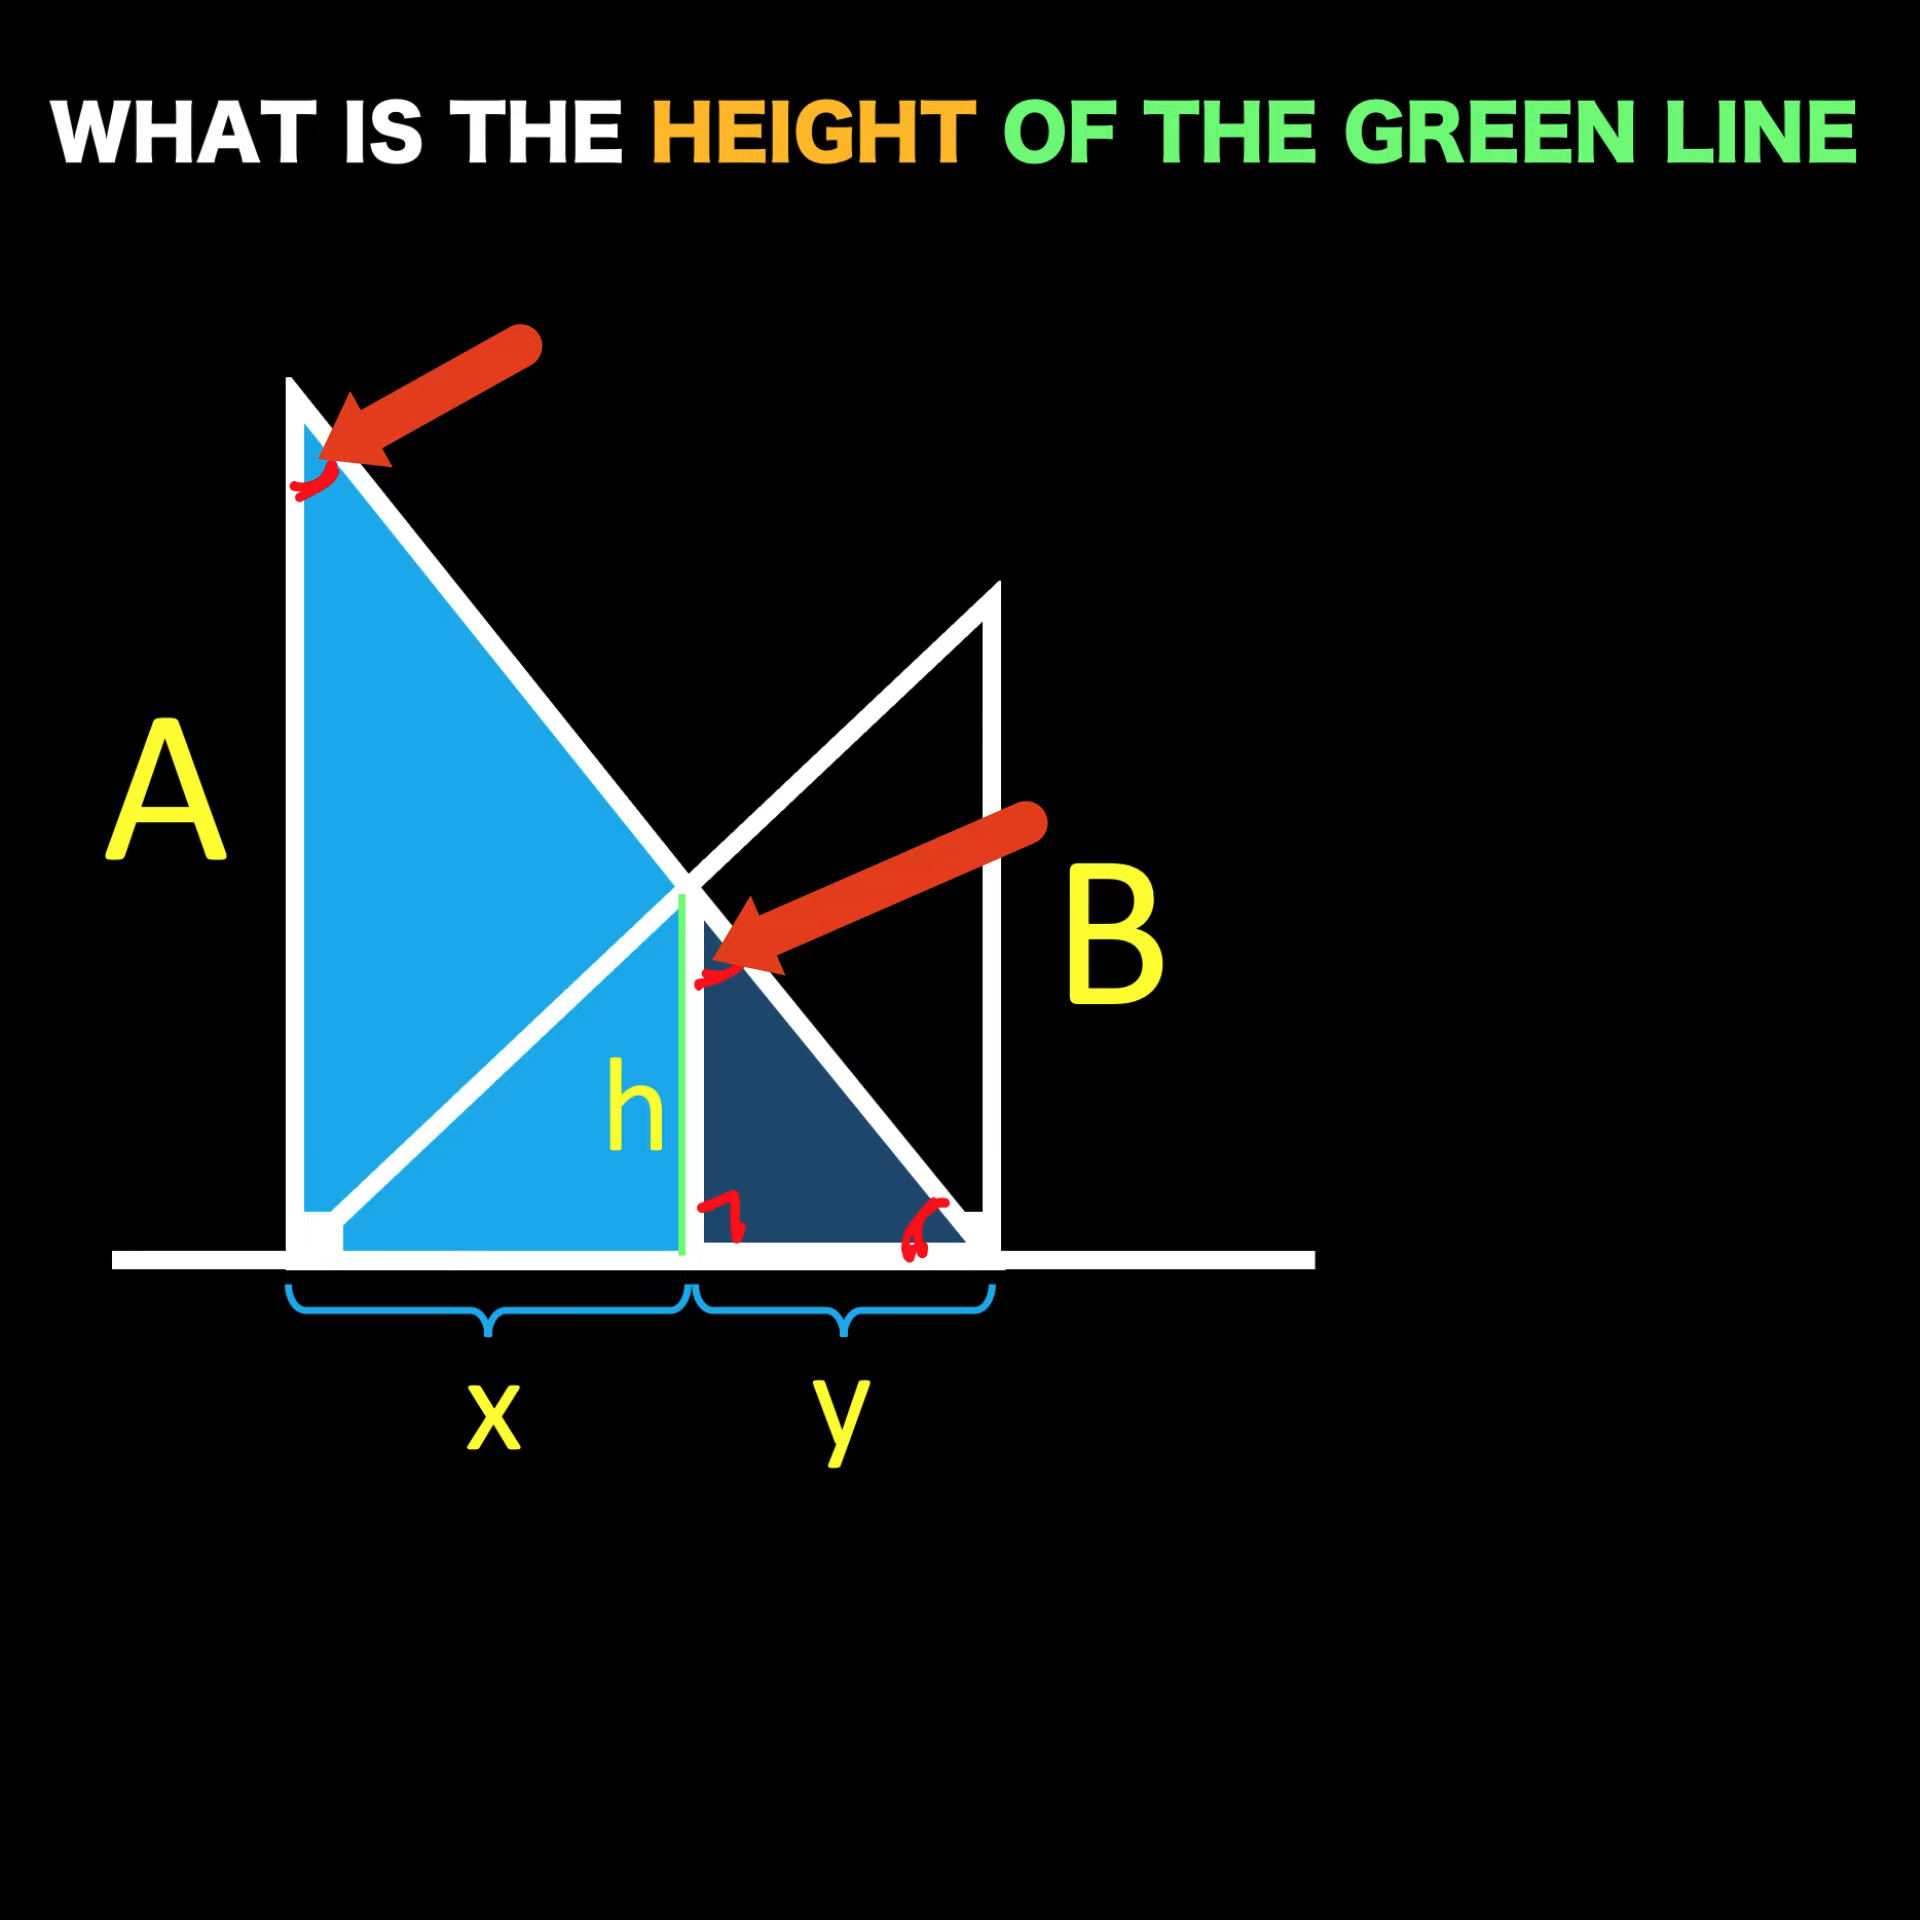 WHAT IS THE HEIGHT OF THE GREEN LINE
A
B
h
x
y